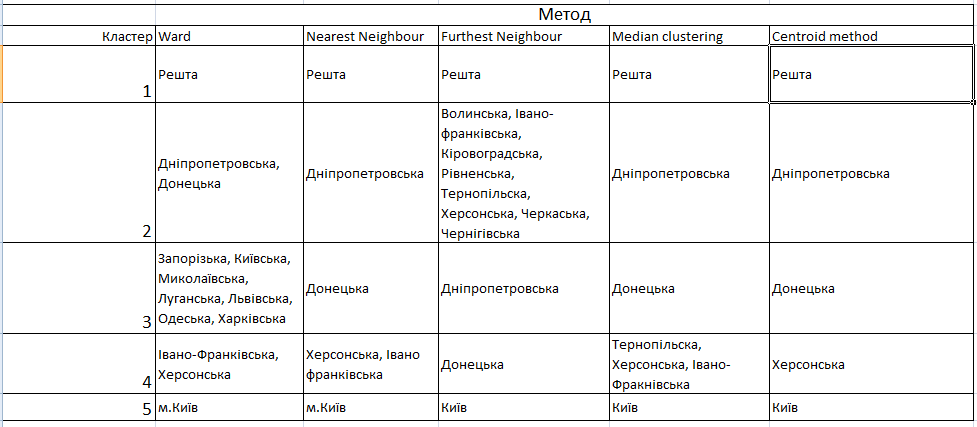 Метод
Кластер
Ward
Nearest Neighbour
Furthest Neighbour
Median clustering
Centroid method
1
Решта
Решта
Решта
Решта
Решта
2
Дніпропетровська,
Донецька
Дніпропетровська
Волинська, Івано-
франківська,
Кіровоградська,
Рівненська,
Тернопільска,
Херсонська, Черкаська,
Чернігівська
Дніпропетровська
Дніпропетровська
3
Запорізька, Київська,
Миколаївська,
Луганська, Львівська,
Одеська, Харківська
Донецька
Дніпропетровська
Донецька
Донецька
4
Івано-Франківська,
Херсонська
Херсонська, Івано
франківська
Донецька
Тернопільска,
Херсонська, Івано-
Фракнівська
Херсонська
5
м.Київ
м.Київ
Київ
Київ
Київ